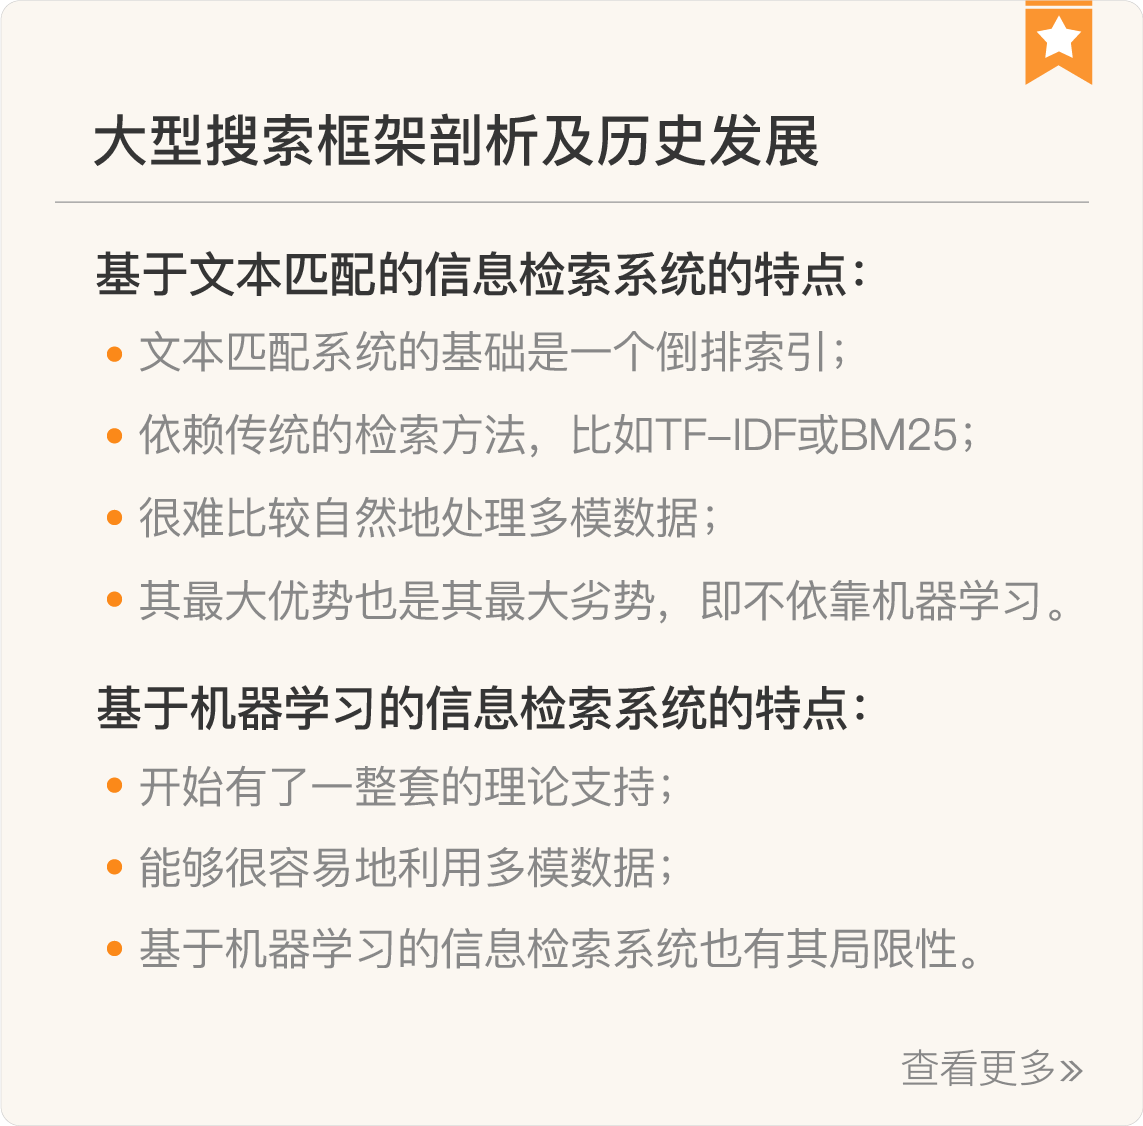 大型搜索框架剖析及历史发展
基于文本匹配的信息检索系统的特点：
文本匹配系统的基础是一个倒排索引；
依赖传统的检索方法，比如TF-IDF或BM25；
很难比较自然地处理多模数据；
其最大优势也是其最大劣势，即不依靠机器学习。
基于机器学习的信息检索系统的特点：
开始有了一整套的理论支持；
能够很容易地利用多模数据；
基于机器学习的信息检索系统也有其局限性。
查看更多»